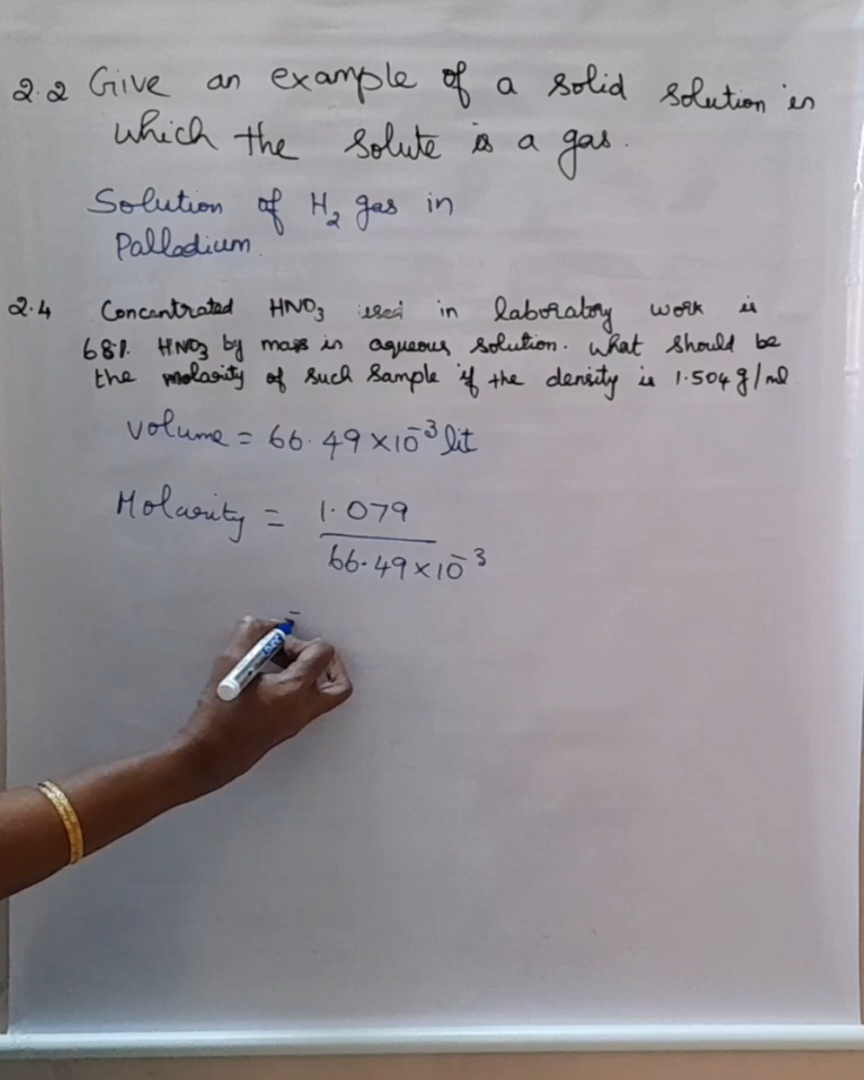 2.2 Give an example of a solid solution in
which the solute is a gas.
Solution of H₂ gas in
Palladium.
2.4 Concentrated HNO₃ used in laboratory work is
68% HNO₃ by mass in aqueous solution. What should be
the molarity of such sample if the density is 1.504 g/ml
Volume = 66.49 × 10⁻³ lit
Molarity = 1.079
66.49 × 10⁻³
=